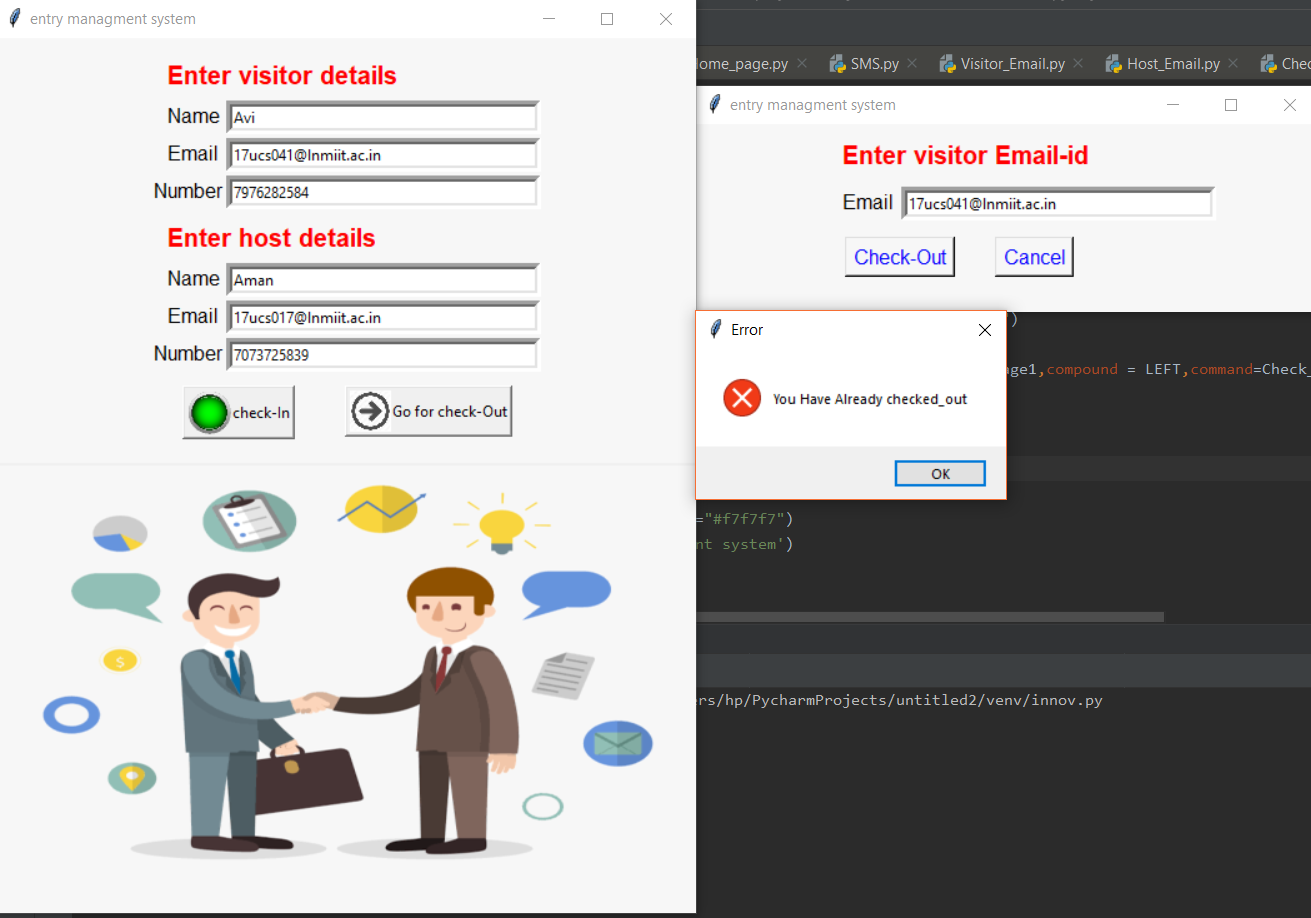 entry managment system
Enter visitor details
Name Avi
Email 17ucs041@lnmiit.ac.in
Number 7976282584
Enter host details
Name Aman
Email 17ucs017@lnmiit.ac.in
Number 7073725839
check-In
Go for check-Out
$
ome_page.py
SMS.py
Visitor_Email.py
Host_Email.py
Chec
entry managment system
Enter visitor Email-id
Email 17ucs041@lnmiit.ac.in
Check-Out
Cancel
Error
You Have Already checked_out
OK
)
age1,compound = LEFT,command=Check_
="#f7f7f7")
nt system')
ers/hp/PycharmProjects/untitled2/venv/innov.py